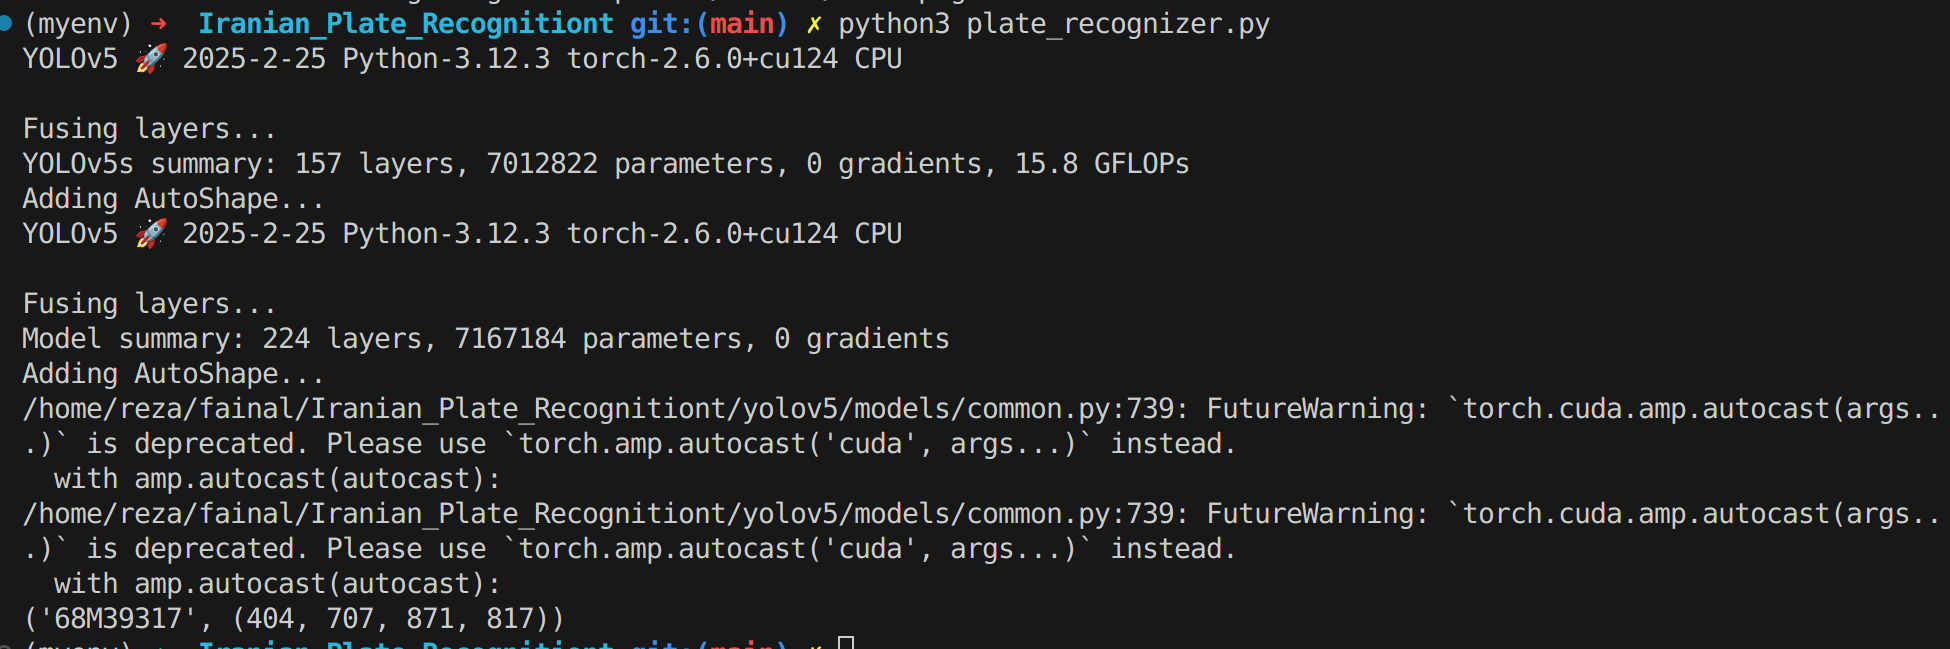 (myenv) ➜  Iranian_Plate_Recognitiont git:(main) ✗ python3 plate_recognizer.py
YOLOv5 🚀 2025-2-25 Python-3.12.3 torch-2.6.0+cu124 CPU
Fusing layers...
YOLOv5s summary: 157 layers, 7012822 parameters, 0 gradients, 15.8 GFLOPs
Adding AutoShape...
YOLOv5 🚀 2025-2-25 Python-3.12.3 torch-2.6.0+cu124 CPU
Fusing layers...
Model summary: 224 layers, 7167184 parameters, 0 gradients
Adding AutoShape...
/home/reza/fainal/Iranian_Plate_Recognitiont/yolov5/models/common.py:739: FutureWarning: `torch.cuda.amp.autocast(args..
.)` is deprecated. Please use `torch.amp.autocast('cuda', args...)` instead.
  with amp.autocast(autocast):
/home/reza/fainal/Iranian_Plate_Recognitiont/yolov5/models/common.py:739: FutureWarning: `torch.cuda.amp.autocast(args..
.)` is deprecated. Please use `torch.amp.autocast('cuda', args...)` instead.
  with amp.autocast(autocast):
('68M39317', (404, 707, 871, 817))
(myenv) ➜  Iranian_Plate_Recognitiont git:(main) ✗